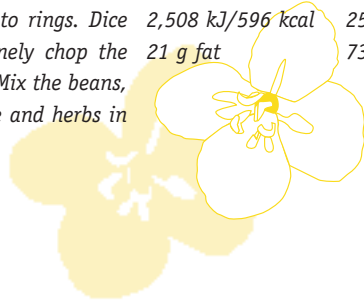 to rings. Dice
nely chop the
Mix the beans,
e and herbs in
2,508 kJ/596 kcal 25
21 g fat 73